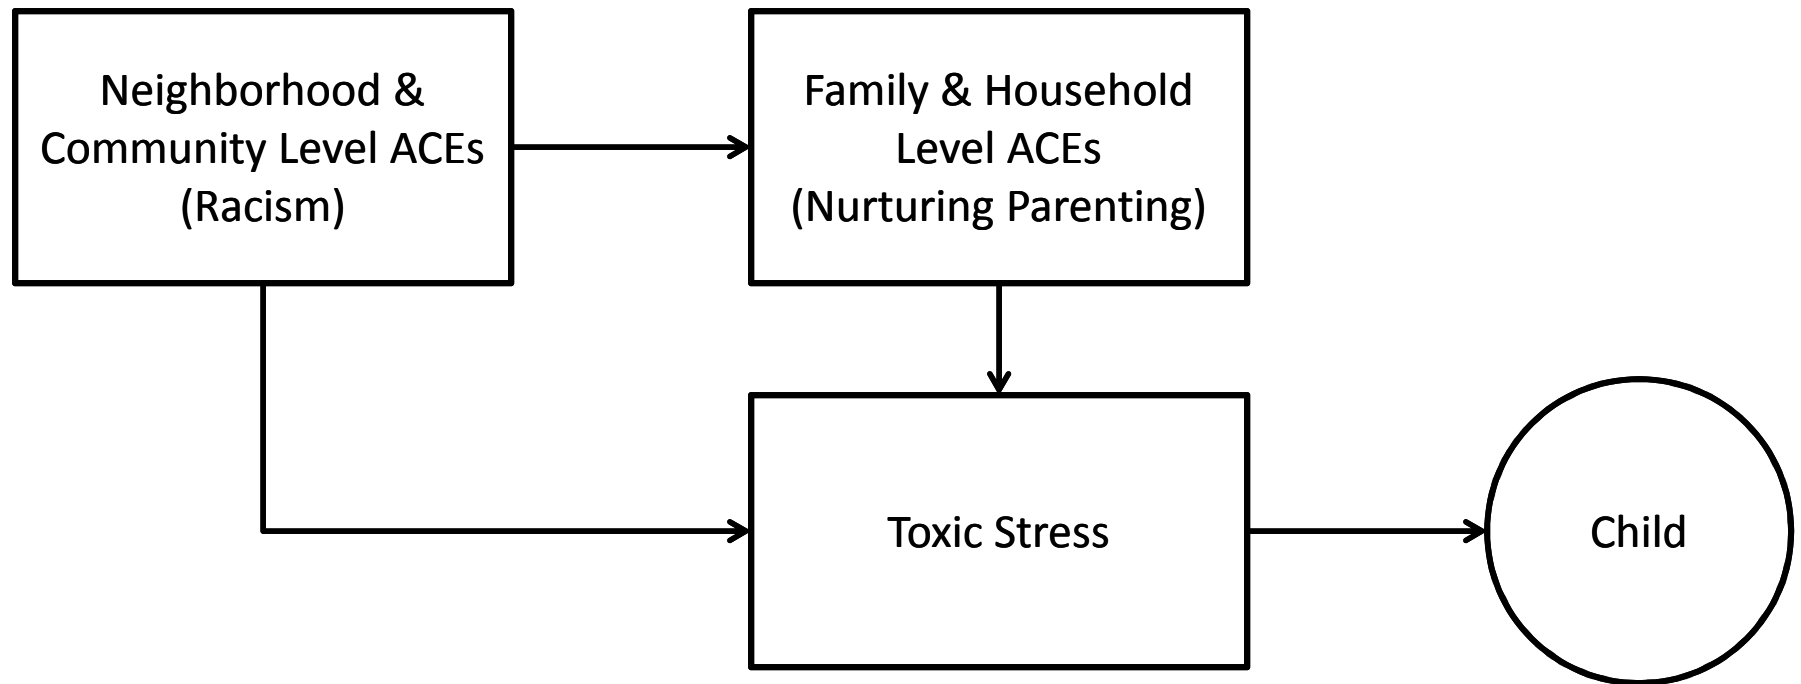 Neighborhood &
Community Level ACEs
(Racism)
Family & Household
Level ACEs
(Nurturing Parenting)
Toxic Stress
Child